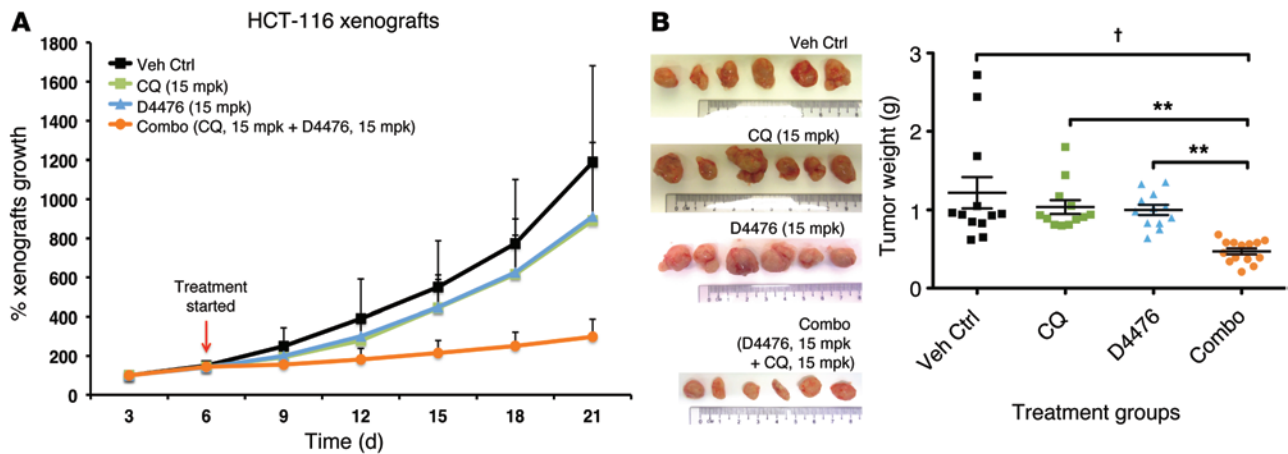 A
HCT-116 xenografts
% xenografts growth
1800
1600
1400
1200
1000
800
600
400
200
0
Veh Ctrl
CQ (15 mpk)
D4476 (15 mpk)
Combo (CQ, 15 mpk + D4476, 15 mpk)
Treatment
started
3 6 9 12 15 18 21
Time (d)
B
Veh Ctrl
CQ (15 mpk)
D4476 (15 mpk)
Combo
(D4476, 15 mpk
+ CQ, 15 mpk)
Tumor weight (g)
3
2
1
0
†
**
**
Veh Ctrl
CQ
D4476
Combo
Treatment groups